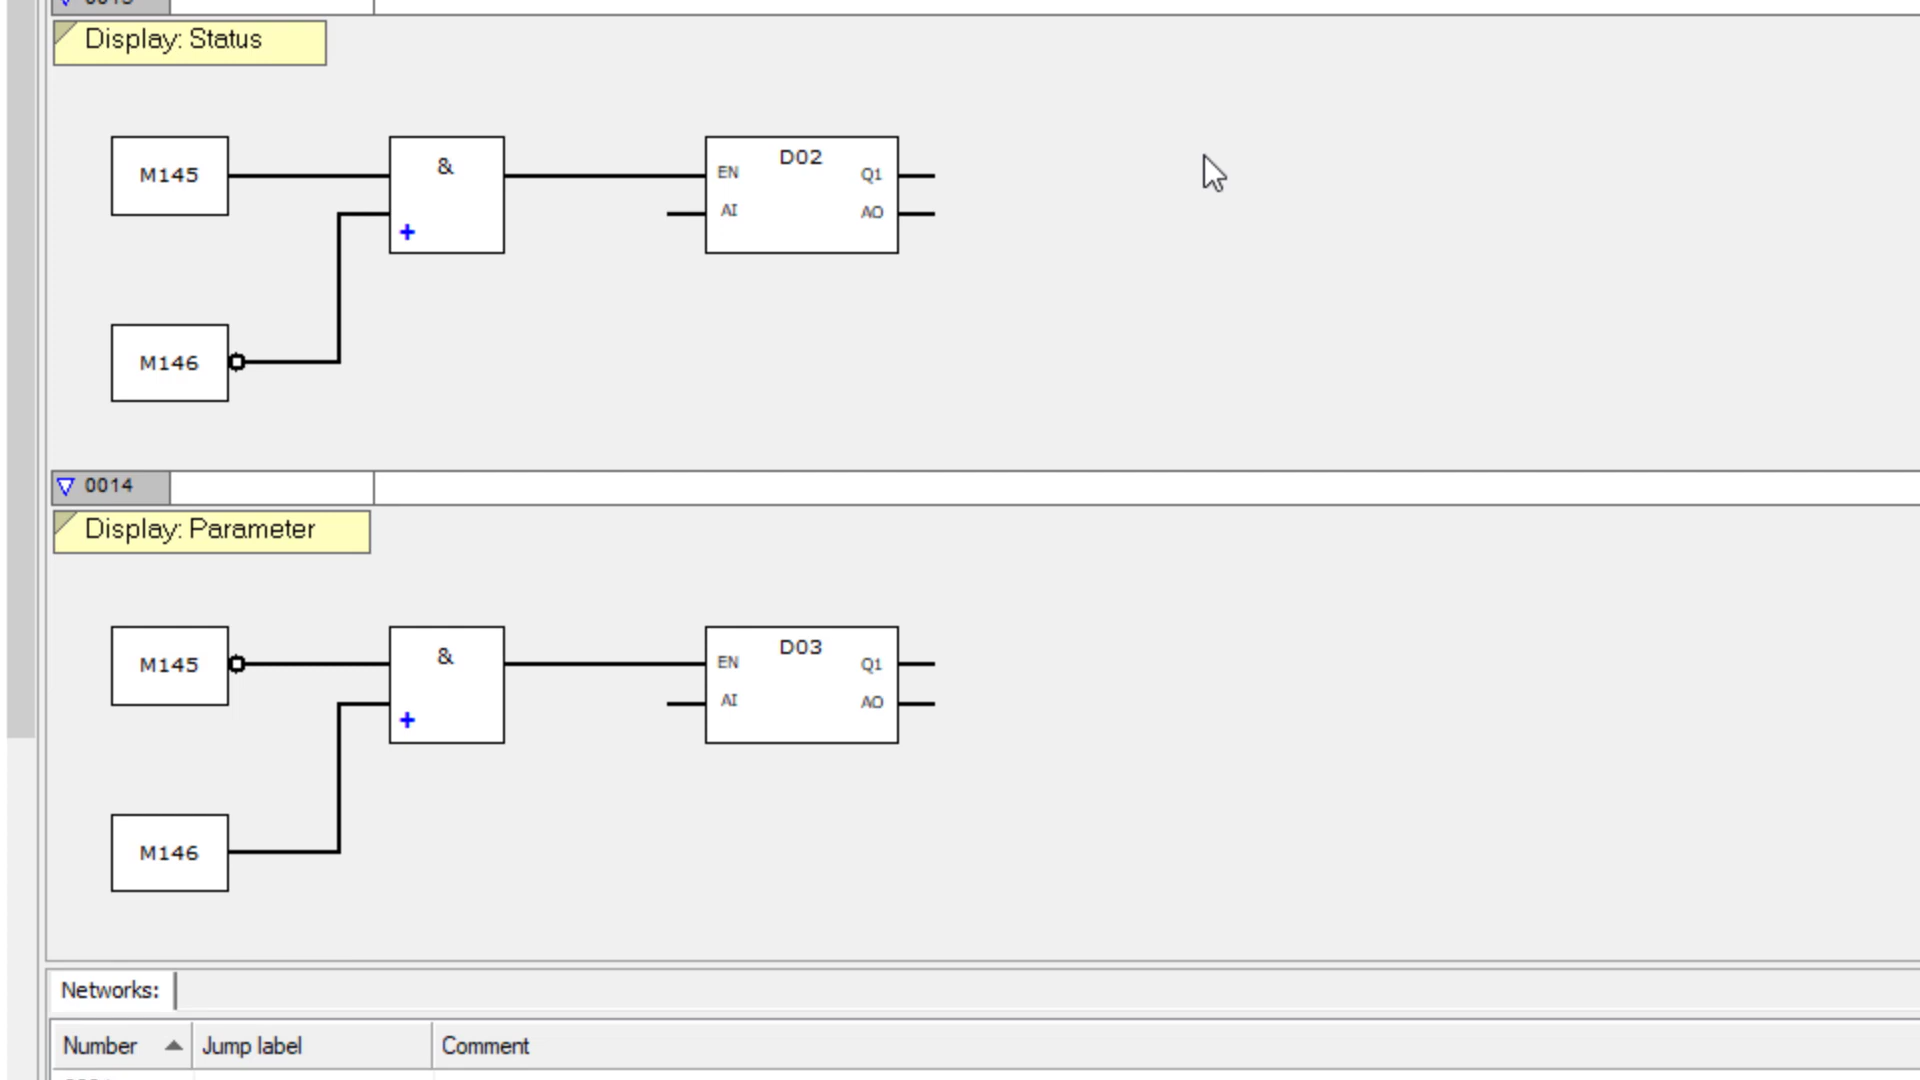 0013
Display: Status
M145
&
+
D02
EN
Q1
AI
AO
M146
0014
Display: Parameter
M145
&
+
D03
EN
Q1
AI
AO
M146
Networks:
Number Jump label Comment